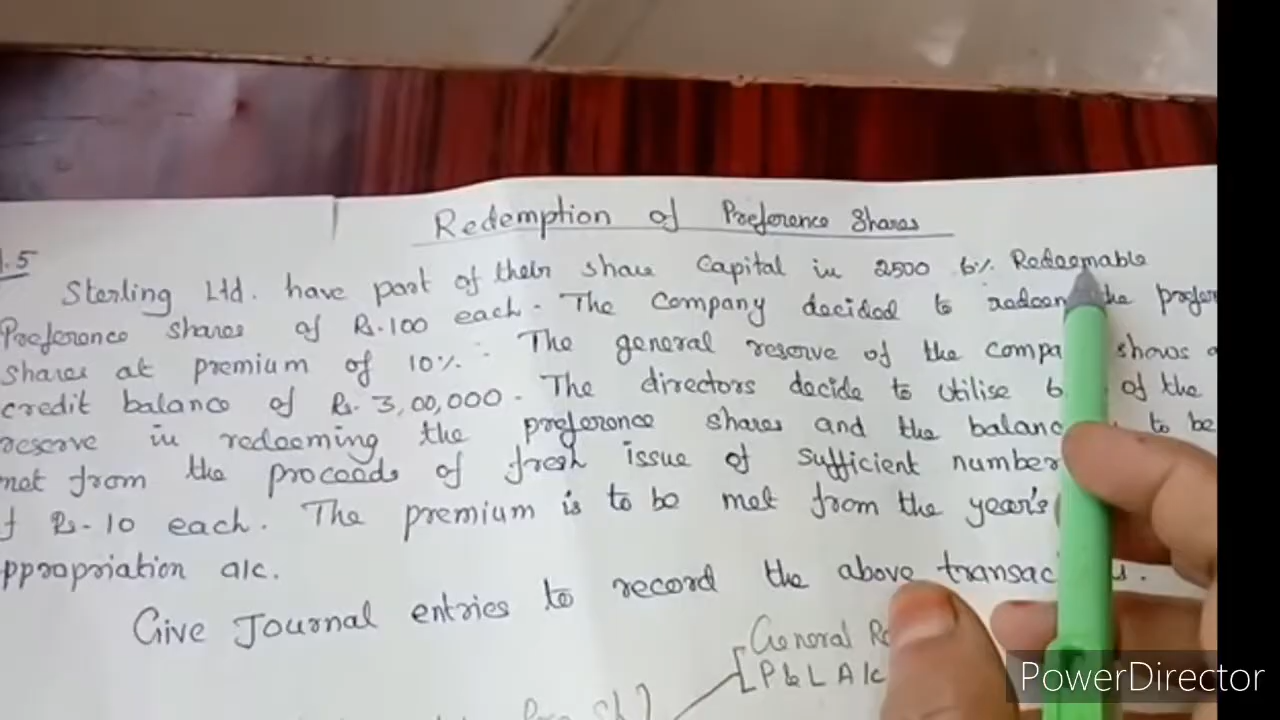 Redemption of Preference Shares
1.5
Sterling Ltd. have part of their share Capital in 2500 6% Redeemable
Preference shares of Rs.100 each. The Company decided to redeem
shares at premium of 10%. The general reserve of the shows
credit balance of Rs. 3,00,000. The directors decide to utilise of the
reserve in redeeming the preference shares and the to be
met from the proceeds of fresh issue of sufficient number
Rs-10 each. The premium is to be met from the year's
a/c.
Give Journal entries to record the above
General
P & L A/c
PowerDirector